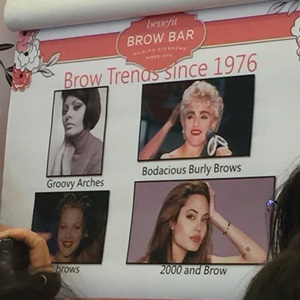 benefit
BROW BAR
Brow Trends since 1976
Groovy Arches
Bodacious Burly Brows
brows
2000 and Brow